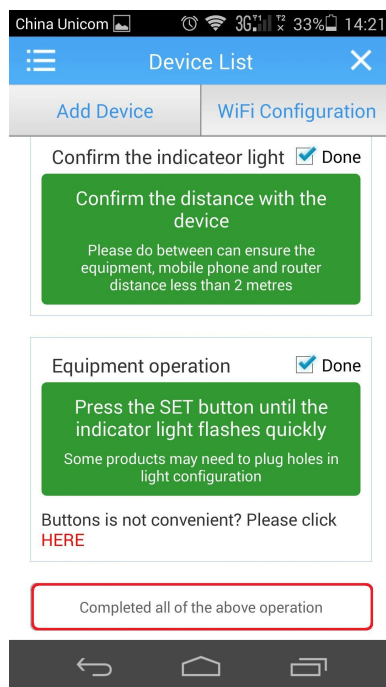 China Unicom 3G T1 T2 x 33% 14:21
Device List
Add Device WiFi Configuration
Confirm the indicateor light Done
Confirm the distance with the
device
Please do between can ensure the
equipment, mobile phone and router
distance less than 2 metres
Equipment operation Done
Press the SET button until the
indicator light flashes quickly
Some products may need to plug holes in
light configuration
Buttons is not convenient? Please click
HERE
Completed all of the above operation